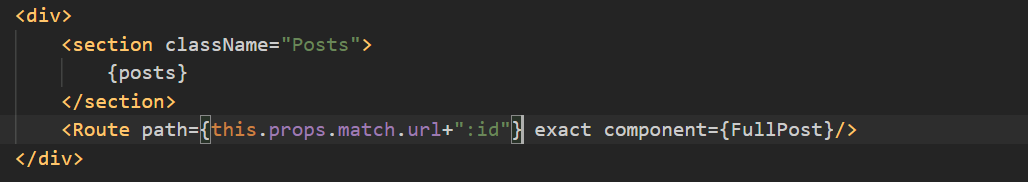 <div>
    <section className="Posts">
        {posts}
    </section>
    <Route path={this.props.match.url+":id"} exact component={FullPost}/>
</div>